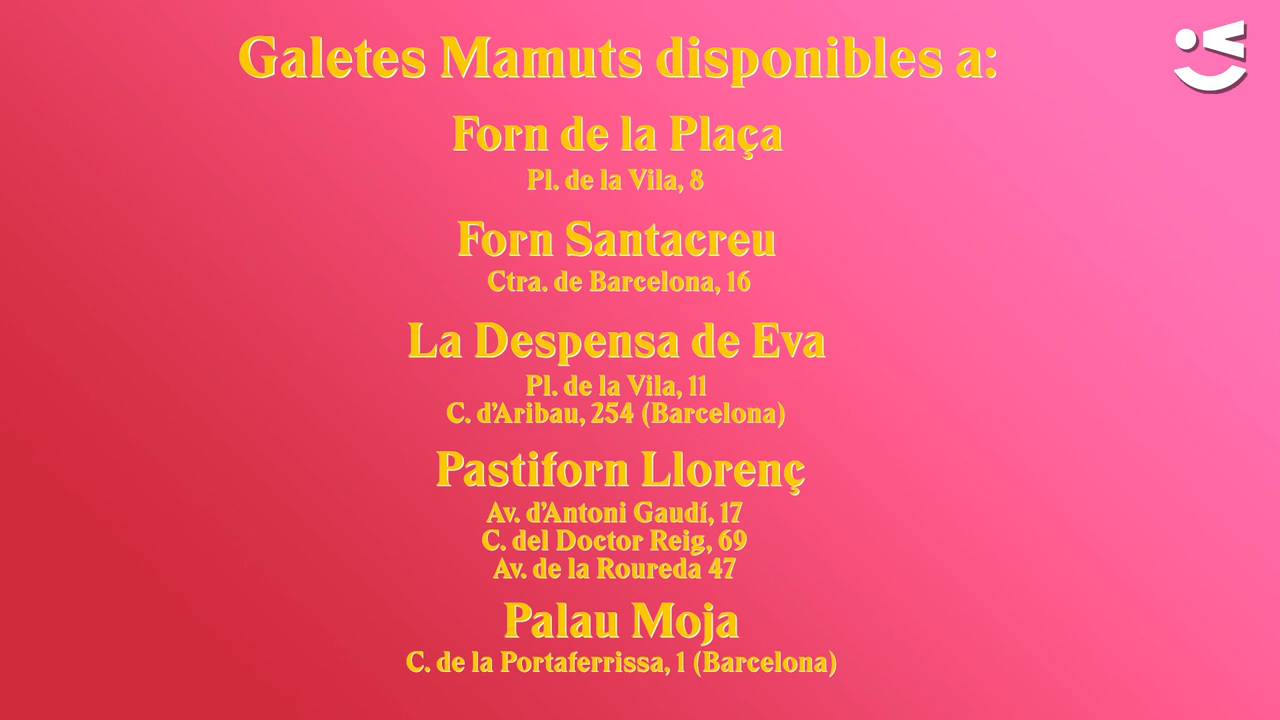 Galetes Mamuts disponibles a:
Forn de la Plaça
Pl. de la Vila, 8
Forn Santacreu
Ctra. de Barcelona, 16
La Despensa de Eva
Pl. de la Vila, 11
C. d'Aribau, 254 (Barcelona)
Pastiforn Llorenç
Av. d'Antoni Gaudí, 17
C. del Doctor Reig, 69
Av. de la Roureda 47
Palau Moja
C. de la Portaferrissa, 1 (Barcelona)